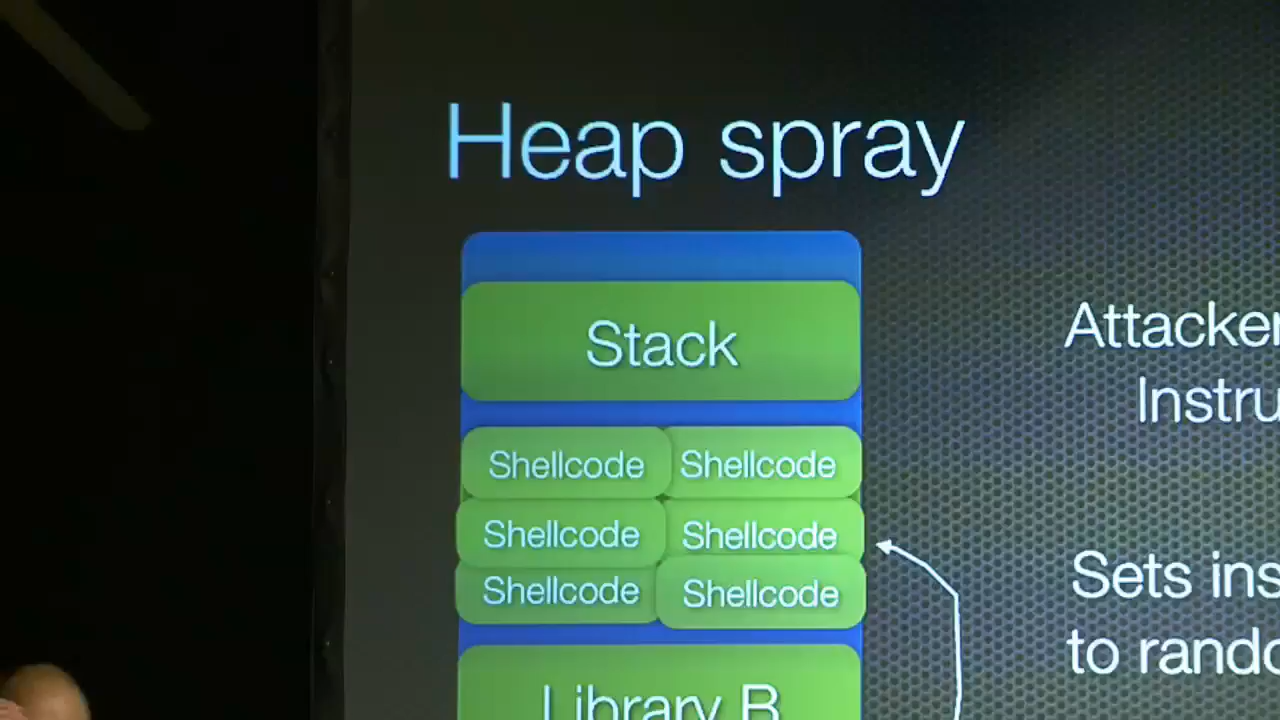 Heap spray
Stack
Attacker
Instru
Shellcode Shellcode
Shellcode Shellcode
Shellcode Shellcode
Sets ins
to rando
Library B